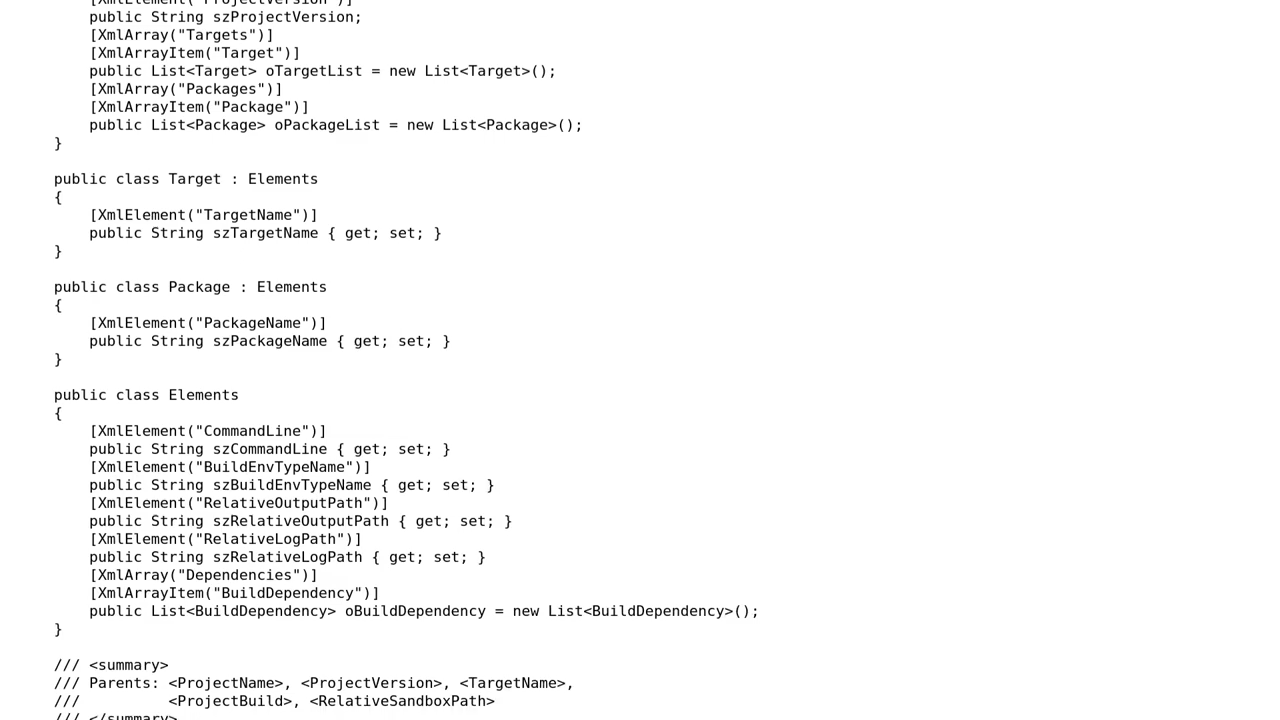 [XmlElement("ProjectVersion")]
public String szProjectVersion;
[XmlArray("Targets")]
[XmlArrayItem("Target")]
public List<Target> oTargetList = new List<Target>();
[XmlArray("Packages")]
[XmlArrayItem("Package")]
public List<Package> oPackageList = new List<Package>();
}
public class Target : Elements
{
[XmlElement("TargetName")]
public String szTargetName { get; set; }
}
public class Package : Elements
{
[XmlElement("PackageName")]
public String szPackageName { get; set; }
}
public class Elements
{
[XmlElement("CommandLine")]
public String szCommandLine { get; set; }
[XmlElement("BuildEnvTypeName")]
public String szBuildEnvTypeName { get; set; }
[XmlElement("RelativeOutputPath")]
public String szRelativeOutputPath { get; set; }
[XmlElement("RelativeLogPath")]
public String szRelativeLogPath { get; set; }
[XmlArray("Dependencies")]
[XmlArrayItem("BuildDependency")]
public List<BuildDependency> oBuildDependency = new List<BuildDependency>();
}
/// <summary>
/// Parents: <ProjectName>, <ProjectVersion>, <TargetName>,
/// <ProjectBuild>, <RelativeSandboxPath>
/// </summary>